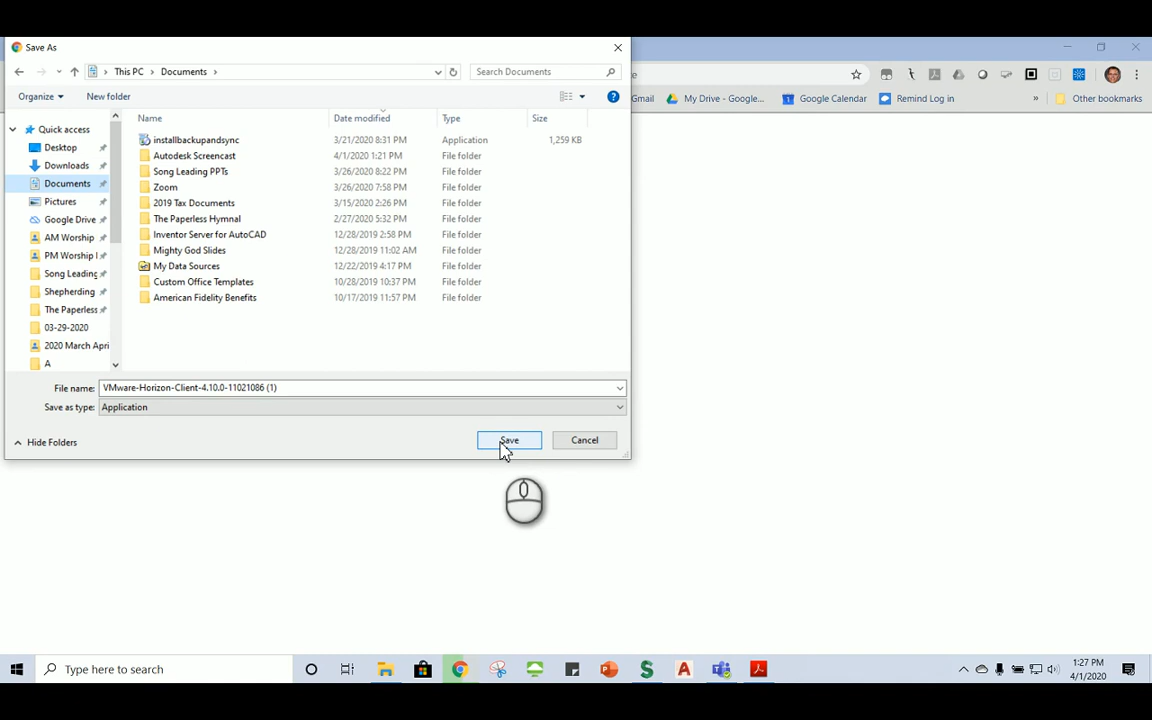 Save As
This PC > Documents >
Search Documents
Organize
New folder
Name
Date modified
Type
Size
Quick access
Desktop
Downloads
Documents
Pictures
Google Drive
AM Worship
PM Worship
Song Leading
Shepherding
The Paperless
03-29-2020
2020 March Apri
A
installbackupandsync 3/21/2020 8:31 PM Application 1,259 KB
Autodesk Screencast 4/1/2020 1:21 PM File folder
Song Leading PPTs 3/26/2020 8:22 PM File folder
Zoom 3/26/2020 7:58 PM File folder
2019 Tax Documents 3/15/2020 2:26 PM File folder
The Paperless Hymnal 2/27/2020 5:32 PM File folder
Inventor Server for AutoCAD 12/28/2019 2:58 PM File folder
Mighty God Slides 12/28/2019 11:02 AM File folder
My Data Sources 12/22/2019 4:17 PM File folder
Custom Office Templates 10/28/2019 10:37 PM File folder
American Fidelity Benefits 10/17/2019 11:57 PM File folder
File name: VMware-Horizon-Client-4.10.0-11021086 (1)
Save as type: Application
Hide Folders
Save
Cancel
Gmail
My Drive - Google...
Google Calendar
Remind Log in
»
Other bookmarks
Type here to search
1:27 PM
4/1/2020